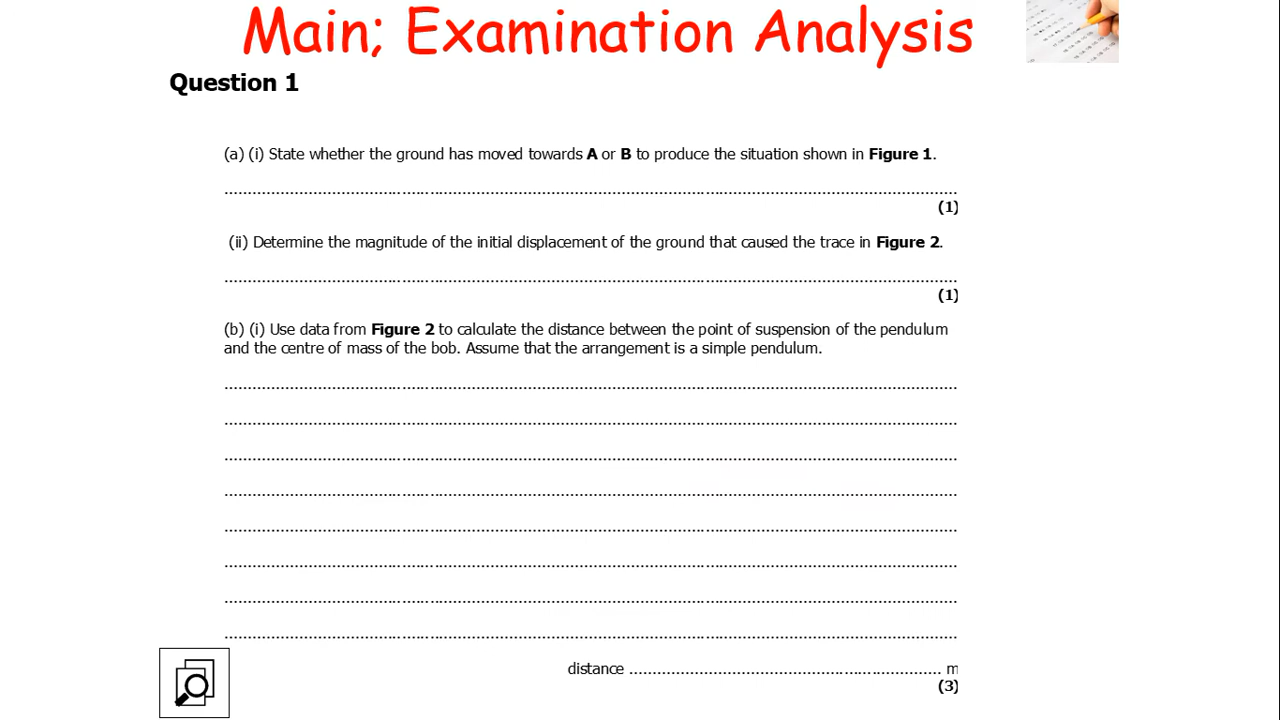 Main; Examination Analysis
Question 1
(a) (i) State whether the ground has moved towards A or B to produce the situation shown in Figure 1.
........................................................................................................................................................
(1)
(ii) Determine the magnitude of the initial displacement of the ground that caused the trace in Figure 2.
........................................................................................................................................................
(1)
(b) (i) Use data from Figure 2 to calculate the distance between the point of suspension of the pendulum
and the centre of mass of the bob. Assume that the arrangement is a simple pendulum.
........................................................................................................................................................
........................................................................................................................................................
........................................................................................................................................................
........................................................................................................................................................
........................................................................................................................................................
........................................................................................................................................................
........................................................................................................................................................
........................................................................................................................................................
distance ................................................................. m
(3)